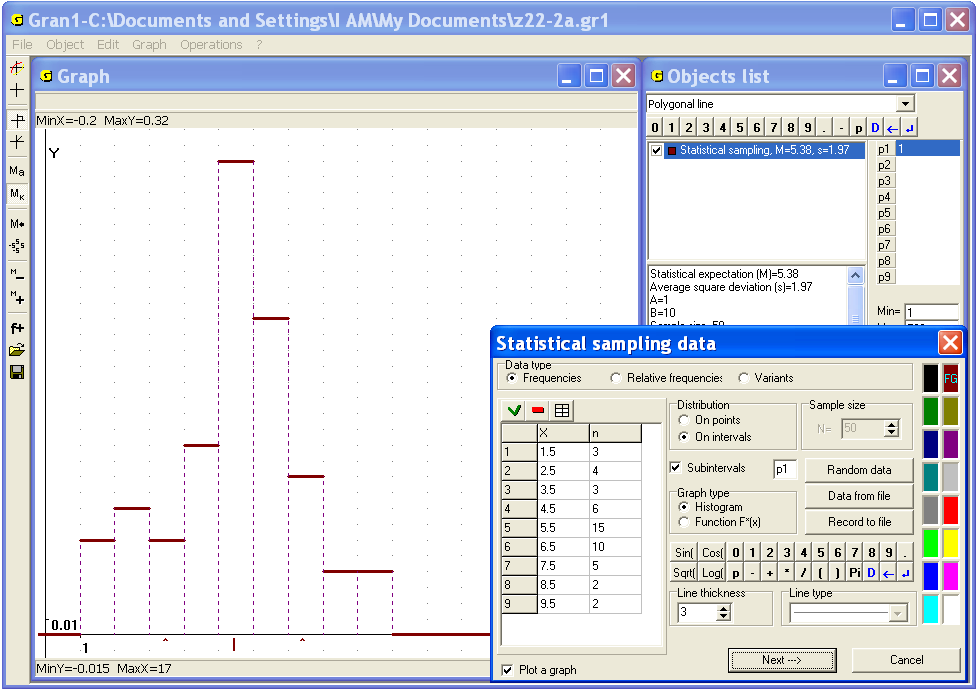 Gran1-C:\Documents and Settings\I AM\My Documents\z22-2a.gr1
File Object Edit Graph Operations ?
Graph
MinX=-0.2 MaxY=0.32
Y
0.01
1
MinY=-0.015 MaxX=17
Ma
Mк
M
S S S S S
M
M
f+
Objects list
Polygonal line
0 1 2 3 4 5 6 7 8 9 . - p D ← ↵
Statistical sampling, M=5.38, s=1.97
p1 1
p2
p3
p4
p5
p6
p7
p8
p9
Statistical expectation (M)=5.38
Average square deviation (s)=1.97
A=1
B=10
Min= 1
Statistical sampling data
Data type
Frequencies Relative frequencies Variants
FG
X n
1 1.5 3
2 2.5 4
3 3.5 3
4 4.5 6
5 5.5 15
6 6.5 10
7 7.5 5
8 8.5 2
9 9.5 2
Plot a graph
Distribution
On points
On intervals
Sample size
N= 50
Subintervals p1
Random data
Data from file
Record to file
Graph type
Histogram
Function F*(x)
Sin( Cos( 0 1 2 3 4 5 6 7 8 9 .
Sqrt( Log( p - + * / ( ) Pi D ← ↵
Line thickness
3
Line type
Next --->
Cancel